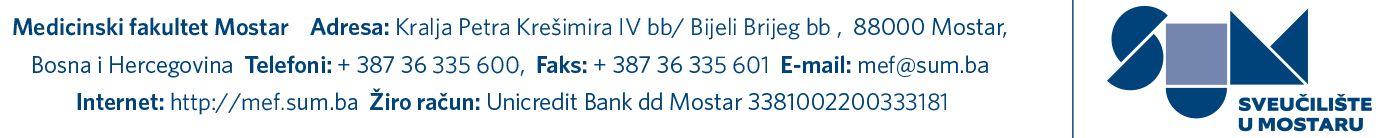 Medicinski fakultet Mostar Adresa: Kralja Petra Krešimira IV bb/ Bijeli Brijeg bb , 88000 Mostar,
Bosna i Hercegovina Telefoni: + 387 36 335 600, Faks: + 387 36 335 601 E-mail: mef@sum.ba
Internet: http://mef.sum.ba Žiro račun: Unicredit Bank dd Mostar 3381002200333181
SUM
SVEUČILIŠTE
U MOSTARU